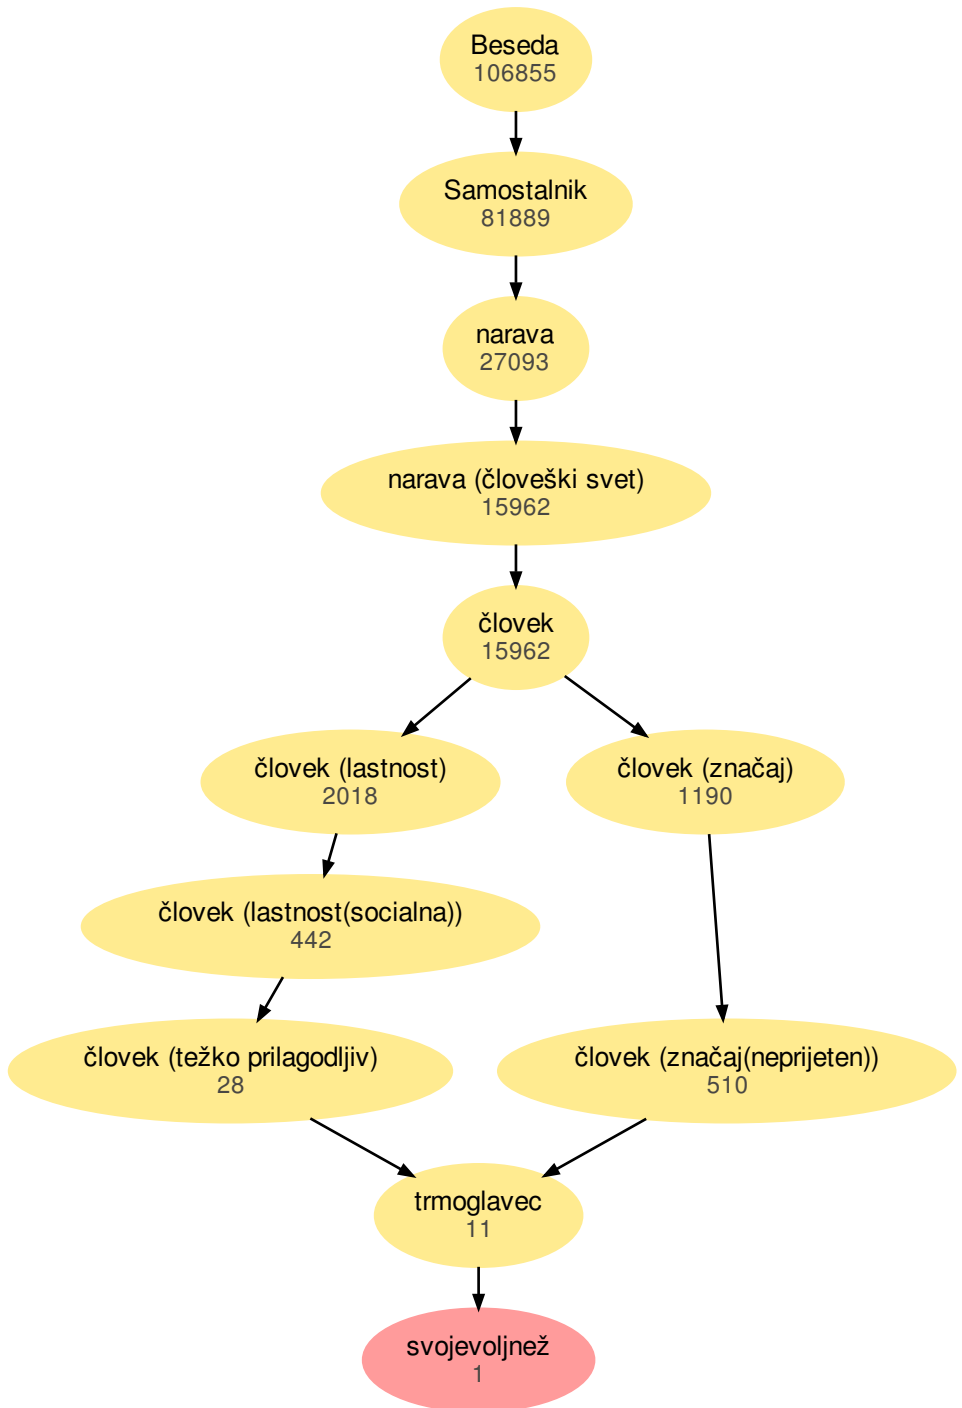 Beseda
106855
Samostalnik
81889
narava
27093
narava (človeški svet)
15962
človek
15962
človek (lastnost)
2018
človek (značaj)
1190
človek (lastnost(socialna))
442
človek (težko prilagodljiv)
28
človek (značaj(neprijeten))
510
trmoglavec
11
svojevoljnež
1